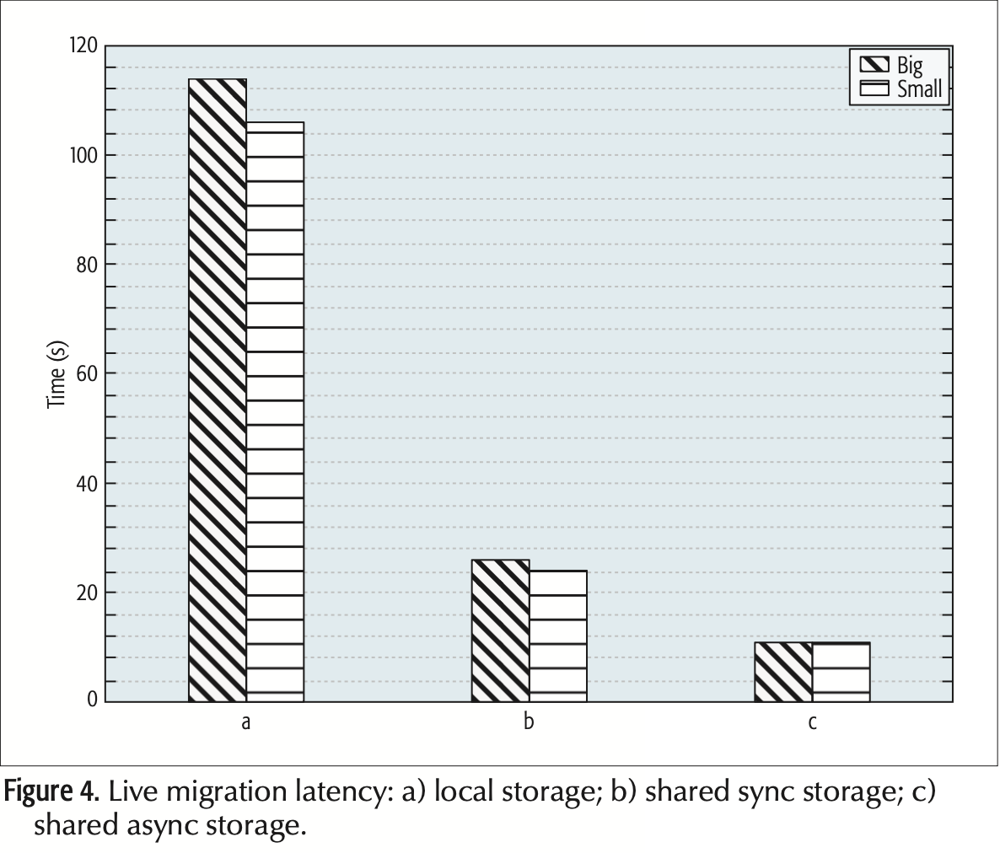 120
100
80
60
40
20
0
Time (s)
Big
Small
a
b
c
Figure 4. Live migration latency: a) local storage; b) shared sync storage; c)
shared async storage.